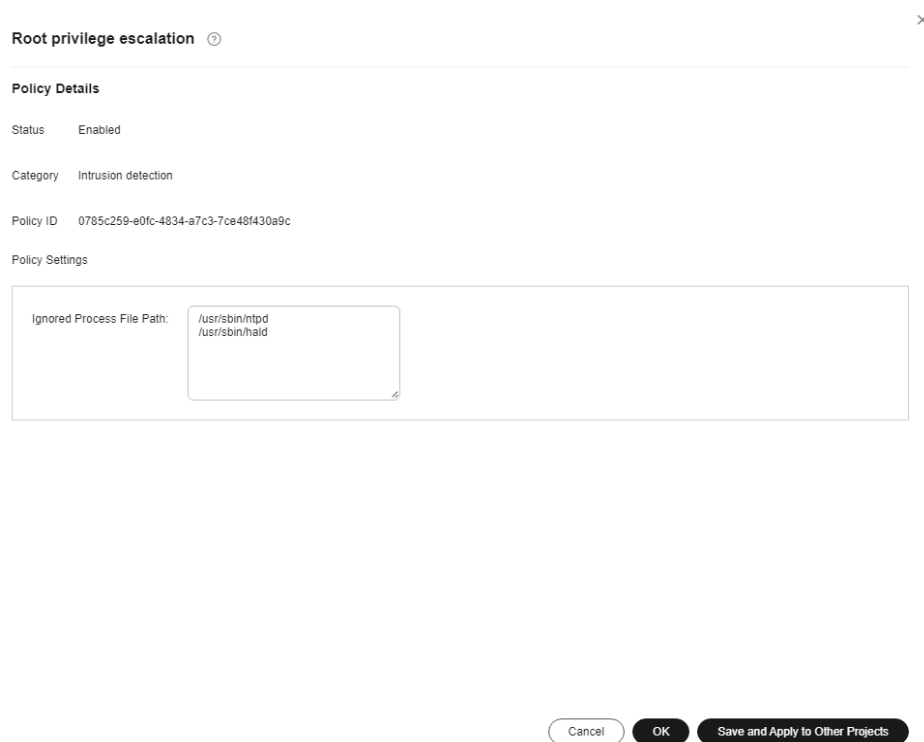 Root privilege escalation
Policy Details
Status Enabled
Category Intrusion detection
Policy ID 0785c259-e0fc-4834-a7c3-7ce48f430a9c
Policy Settings
Ignored Process File Path:
/usr/sbin/ntpd
/usr/sbin/hald
Cancel OK Save and Apply to Other Projects